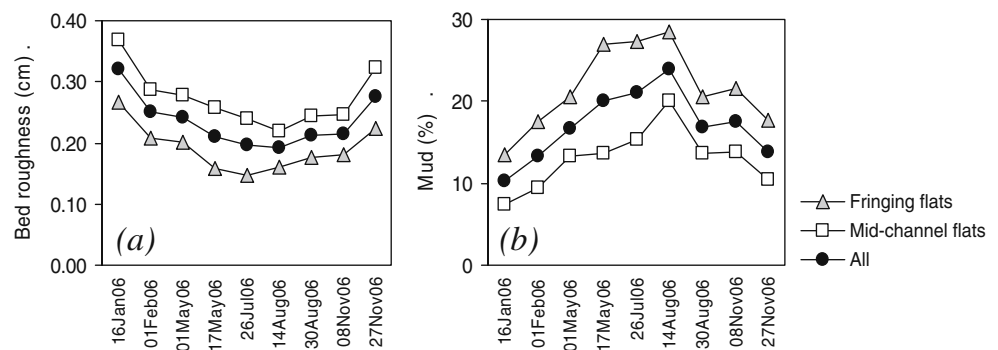 Bed roughness (cm) .
0.40
0.30
0.20
0.10
0.00
(a)
16Jan06
01Feb06
01May06
17May06
26Jul06
14Aug06
30Aug06
08Nov06
27Nov06
Mud (%) .
30
20
10
0
(b)
16Jan06
01Feb06
01May06
17May06
26Jul06
14Aug06
30Aug06
08Nov06
27Nov06
Fringing flats
Mid-channel flats
All